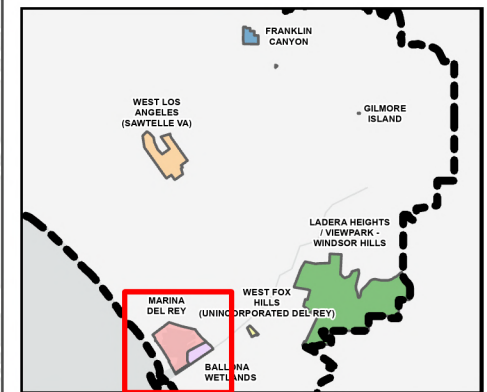 FRANKLIN
CANYON
WEST LOS
ANGELES
(SAWTELLE VA)
GILMORE
ISLAND
LADERA HEIGHTS
/ VIEWPARK -
WINDSOR HILLS
WEST FOX
HILLS
(UNINCORPORATED DEL REY)
MARINA
DEL REY
BALLONA
WETLANDS